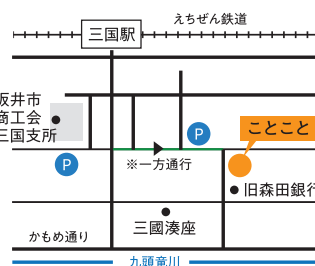 えちぜん鉄道
三国駅
坂井市
商工会
三国支所
P
ことこと
P
※一方通行
旧森田銀行
三國湊座
かもめ通り
九頭竜川